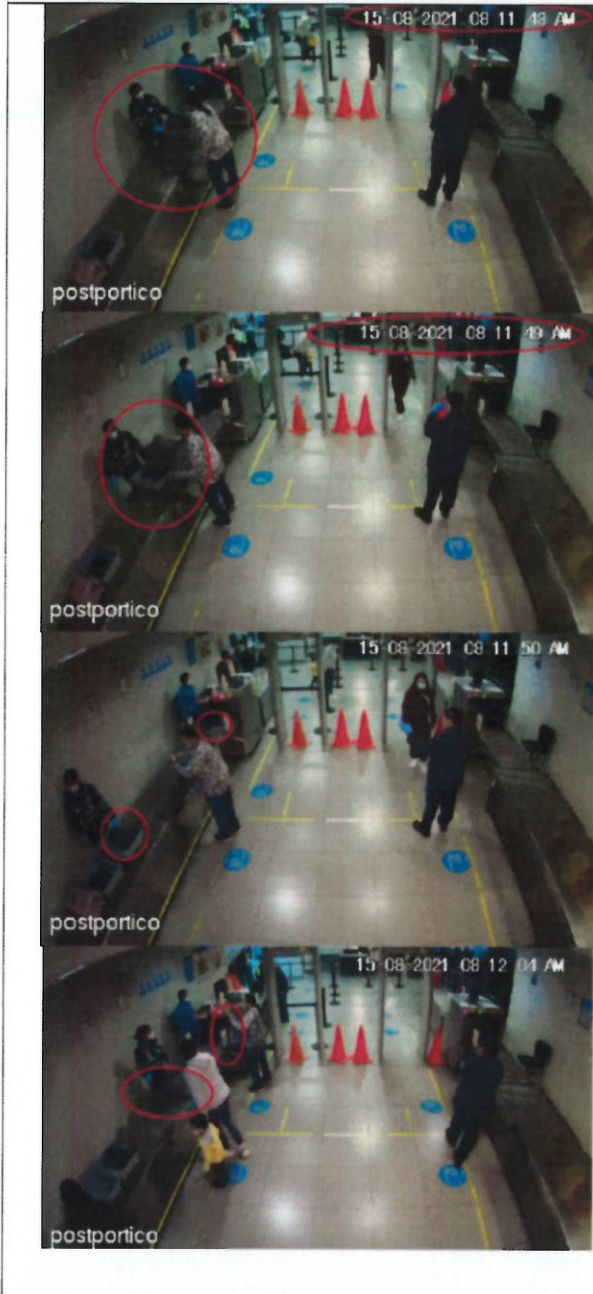 15-08-2021 08 11 48 AM
postportico
15-08-2021 08 11 49 AM
postportico
15-08-2021 08 11 50 AM
postportico
15-08-2021 08 12 04 AM
postportico